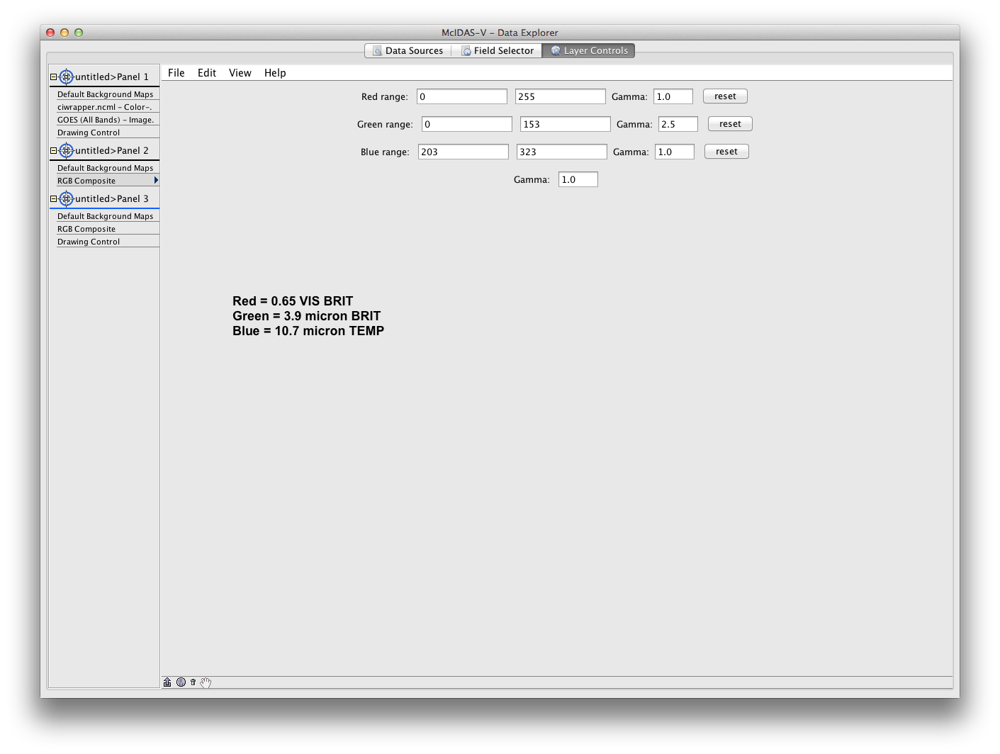 McIDAS-V – Data Explorer
Data Sources Field Selector Layer Controls
untitled>Panel 1
Default Background Maps
ciwrapper.ncml – Color-.
GOES (All Bands) – Image.
Drawing Control
untitled>Panel 2
Default Background Maps
RGB Composite
untitled>Panel 3
Default Background Maps
RGB Composite
Drawing Control
File Edit View Help
Red range: 0 255 Gamma: 1.0 reset
Green range: 0 153 Gamma: 2.5 reset
Blue range: 203 323 Gamma: 1.0 reset
Gamma: 1.0
Red = 0.65 VIS BRIT
Green = 3.9 micron BRIT
Blue = 10.7 micron TEMP